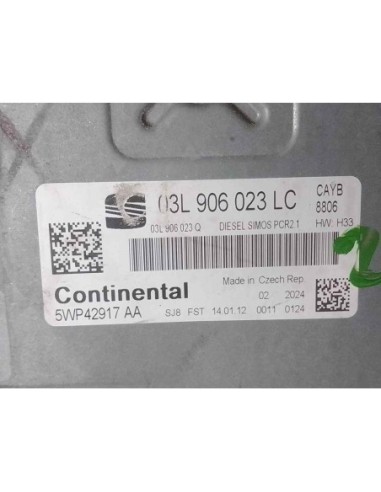 03L 906 023 LC
CAYB
8806
03L 906 023 Q DIESEL SIMOS PCR2.1 HW: H33
Made in Czech Rep.
Continental
02 2024
5WP42917 AA SJ8 FST 14.01.12 0011 0124
2